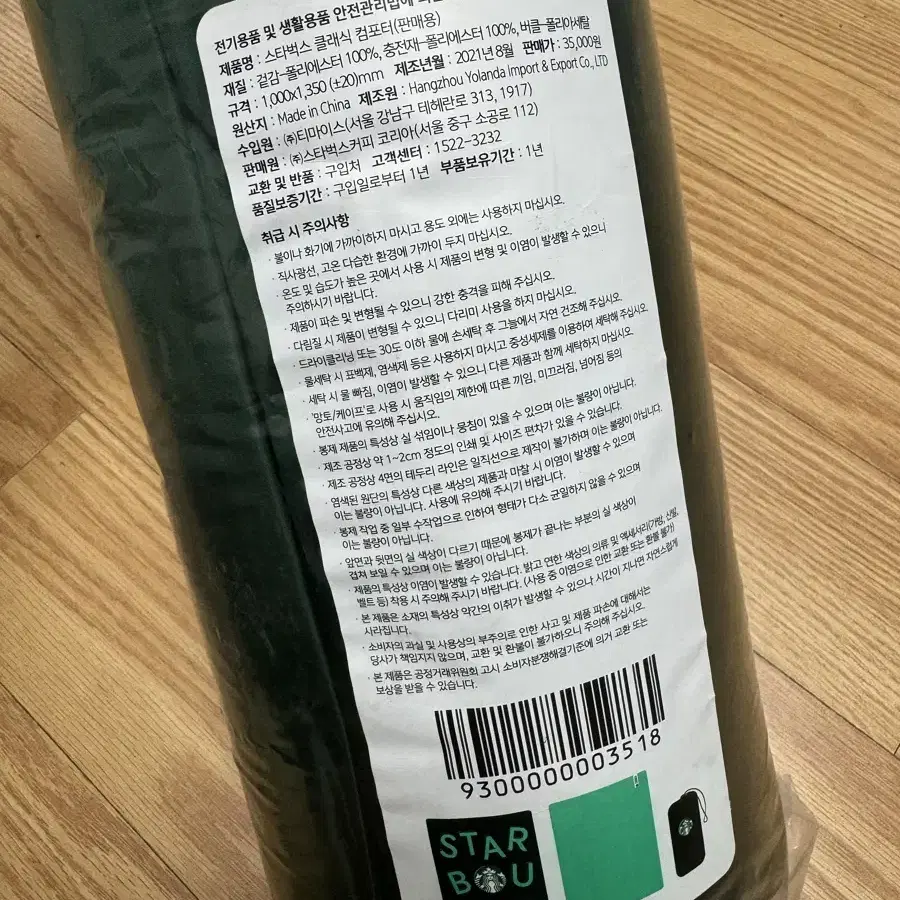 전기용품 및 생활용품 안전관리법에
제품명 : 스타벅스 클래식 컴포터(판매용)
재질 : 겉감-폴리에스터 100%, 충전재-폴리에스터 100%, 버클-폴리아세탈
규격 : 1,000x1,350 (±20)mm 제조년월 : 2021년 8월 판매가 : 35,000원
원산지 : Made in China 제조원 : Hangzhou Yolanda Import & Export Co., LTD
수입원 : ㈜티마이스(서울 강남구 테헤란로 313, 1917)
판매원 : ㈜스타벅스커피 코리아(서울 중구 소공로 112)
교환 및 반품 : 구입처 고객센터 : 1522-3232
품질보증기간 : 구입일로부터 1년 부품보유기간 : 1년
취급 시 주의사항
· 불이나 화기에 가까이하지 마시고 용도 외에는 사용하지 마십시오.
· 직사광선, 고온 다습한 환경에 가까이 두지 마십시오.
· 온도 및 습도가 높은 곳에서 사용 시 제품의 변형 및 이염이 발생할 수 있으니
주의하시기 바랍니다.
· 제품이 파손 및 변형될 수 있으니 강한 충격을 피해 주십시오.
· 다림질 시 제품이 변형될 수 있으니 다리미 사용을 하지 마십시오.
· 드라이클리닝 또는 30도 이하 물에 손세탁 후 그늘에서 자연 건조해 주십시오.
· 물세탁 시 표백제, 염색제 등은 사용하지 마시고 중성세제를 이용하여 세탁해 주십시오
· 세탁 시 물 빠짐, 이염이 발생할 수 있으니 다른 제품과 함께 세탁하지 마십시오.
· '망토/케이프'로 사용 시 움직임의 제한에 따른 끼임, 미끄러짐, 넘어짐 등의
안전사고에 유의해 주십시오.
· 봉제 제품의 특성상 실 섞임이나 뭉침이 있을 수 있으며 이는 불량이 아닙니다.
· 제조 공정상 약 1~2cm 정도의 인쇄 및 사이즈 편차가 있을 수 있습니다.
· 제조 공정상 4면의 테두리 라인은 일직선으로 제작이 불가하며 이는 불량이 아닙니다.
· 염색된 원단의 특성상 다른 색상의 제품과 마찰 시 이염이 발생할 수 있으며
이는 불량이 아닙니다. 사용에 유의해 주시기 바랍니다.
· 봉제 작업 중 일부 수작업으로 인하여 형태가 다소 균일하지 않을 수 있으며
이는 불량이 아닙니다.
· 앞면과 뒷면의 실 색상이 다르기 때문에 봉제가 끝나는 부분의 실 색상이
겹쳐 보일 수 있으며 이는 불량이 아닙니다.
· 제품의 특성상 이염이 발생할 수 있습니다. 밝고 연한 색상의 의류 및 액세서리(가방, 신발,
벨트 등) 착용 시 주의해 주시기 바랍니다. (사용 중 이염으로 인한 교환 또는 환불 불가)
· 본 제품은 소재의 특성상 약간의 이취가 발생할 수 있으나 시간이 지나면 자연스럽게
사라집니다.
· 소비자의 과실 및 사용상의 부주의로 인한 사고 및 제품 파손에 대해서는
당사가 책임지지 않으며, 교환 및 환불이 불가하오니 주의해 주십시오.
· 본 제품은 공정거래위원회 고시 소비자분쟁해결기준에 의거 교환 또는
보상을 받을 수 있습니다.
9300000003518
STAR
BOU